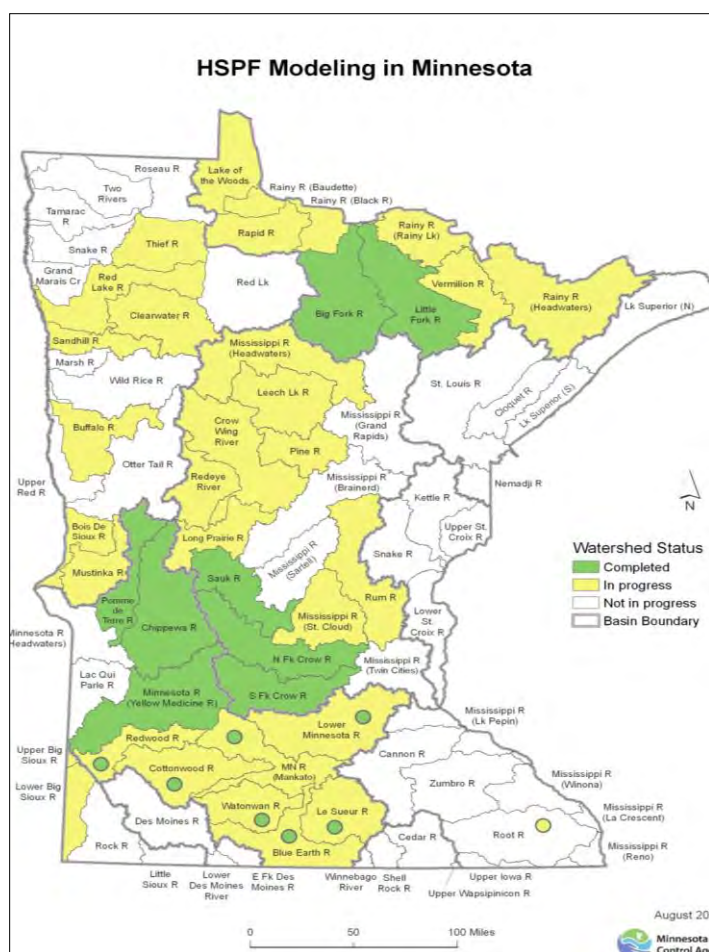 HSPF Modeling in Minnesota
Roseau R
Two
Rivers
Tamarac
R
Snake R
Grand
Marais Cr
Lake of
the Woods
Rainy R (Baudette)
Rainy R (Black R)
Rapid R
Rainy R
(Rainy Lk)
Thief R
Red
Lake R
Red Lk
Vermilion R
Rainy R
(Headwaters)
Lk Superior (N)
Clearwater R
Big Fork R
Little
Fork R
Sandhill R
Mississippi R
(Headwaters)
Marsh R
Wild Rice R
Leech Lk R
St. Louis R
Cloquet R
Lk Superior (S)
Mississippi R
(Grand
Rapids)
Buffalo R
Crow
Wing
River
Pine R
Otter Tail R
Redeye
River
Mississippi R
(Brainerd)
Upper
Red R
Nemadji R
Kettle R
N
Bois De
Sioux R
Long Prairie R
Mississippi R
(Sartell)
Snake R
Upper St.
Croix R
Mustinka R
Sauk R
Rum R
Pomme
de
Terre R
Chippewa R
Mississippi R
(St. Cloud)
Lower
St.
Croix R
Minnesota R
(Headwaters)
N Fk Crow R
Mississippi R
(Twin Cities)
Lac Qui
Parle R
Minnesota R
(Yellow Medicine R)
S Fk Crow R
Watershed Status
Completed
In progress
Not in progress
Basin Boundary
Redwood R
Lower
Minnesota R
Mississippi R
(Lk Pepin)
Upper Big
Sioux R
Cottonwood R
MN R
(Mankato)
Cannon R
Lower Big
Sioux R
Zumbro R
Mississippi R
(Winona)
Watonwan R
Le Sueur R
Mississippi R
(La Crescent)
Des Moines R
Rock R
Blue Earth R
Cedar R
Root R
Mississippi R
(Reno)
Little
Sioux R
Lower
Des Moines
River
E Fk Des
Moines R
Winnebago
River
Shell
Rock R
Upper Iowa R
Upper Wapsipinicon R
August 20
0 50 100 Miles
Minnesota
Control Ag